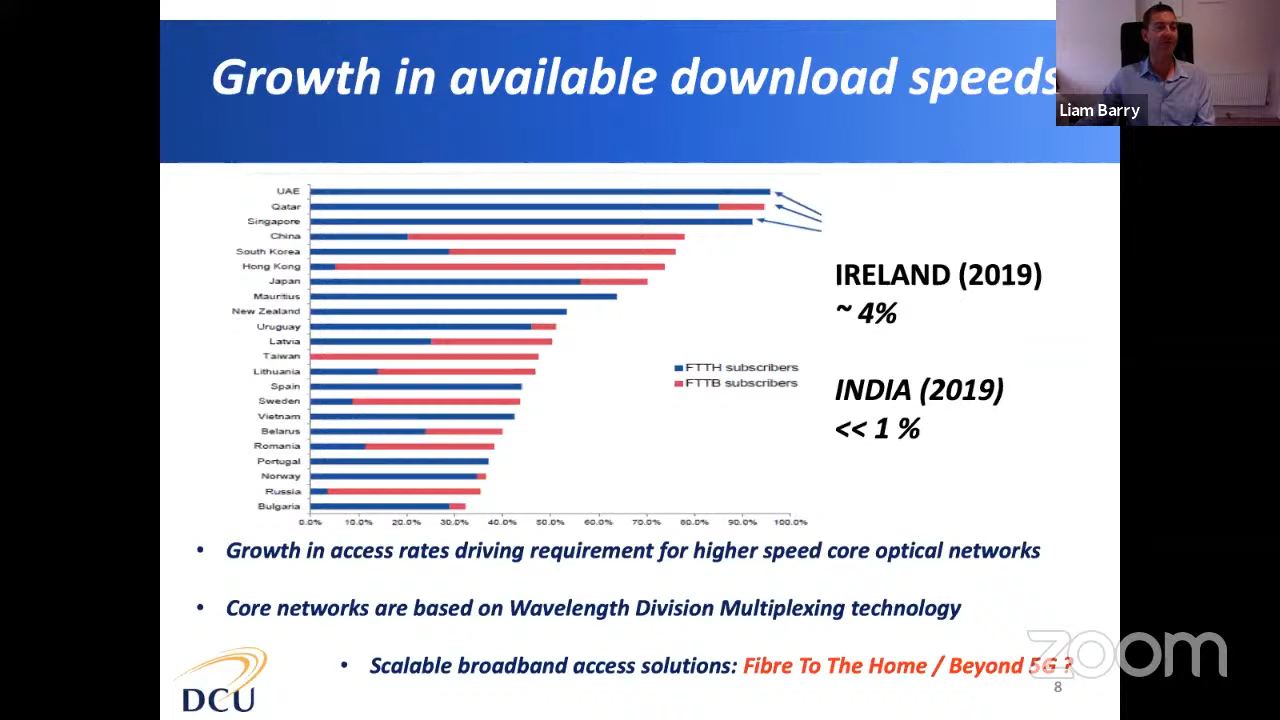 Growth in available download speeds
Liam Barry
UAE
Qatar
Singapore
China
South Korea
Hong Kong
Japan
Mauritius
New Zealand
Uruguay
Latvia
Taiwan
Lithuania
Spain
Sweden
Vietnam
Belarus
Romania
Portugal
Norway
Russia
Bulgaria
0.0% 10.0% 20.0% 30.0% 40.0% 50.0% 60.0% 70.0% 80.0% 90.0% 100.0%
FTTH subscribers
FTTB subscribers
IRELAND (2019)
~ 4%
INDIA (2019)
<< 1 %
• Growth in access rates driving requirement for higher speed core optical networks
• Core networks are based on Wavelength Division Multiplexing technology
• Scalable broadband access solutions: Fibre To The Home / Beyond 5G ?
DCU
zoom
8